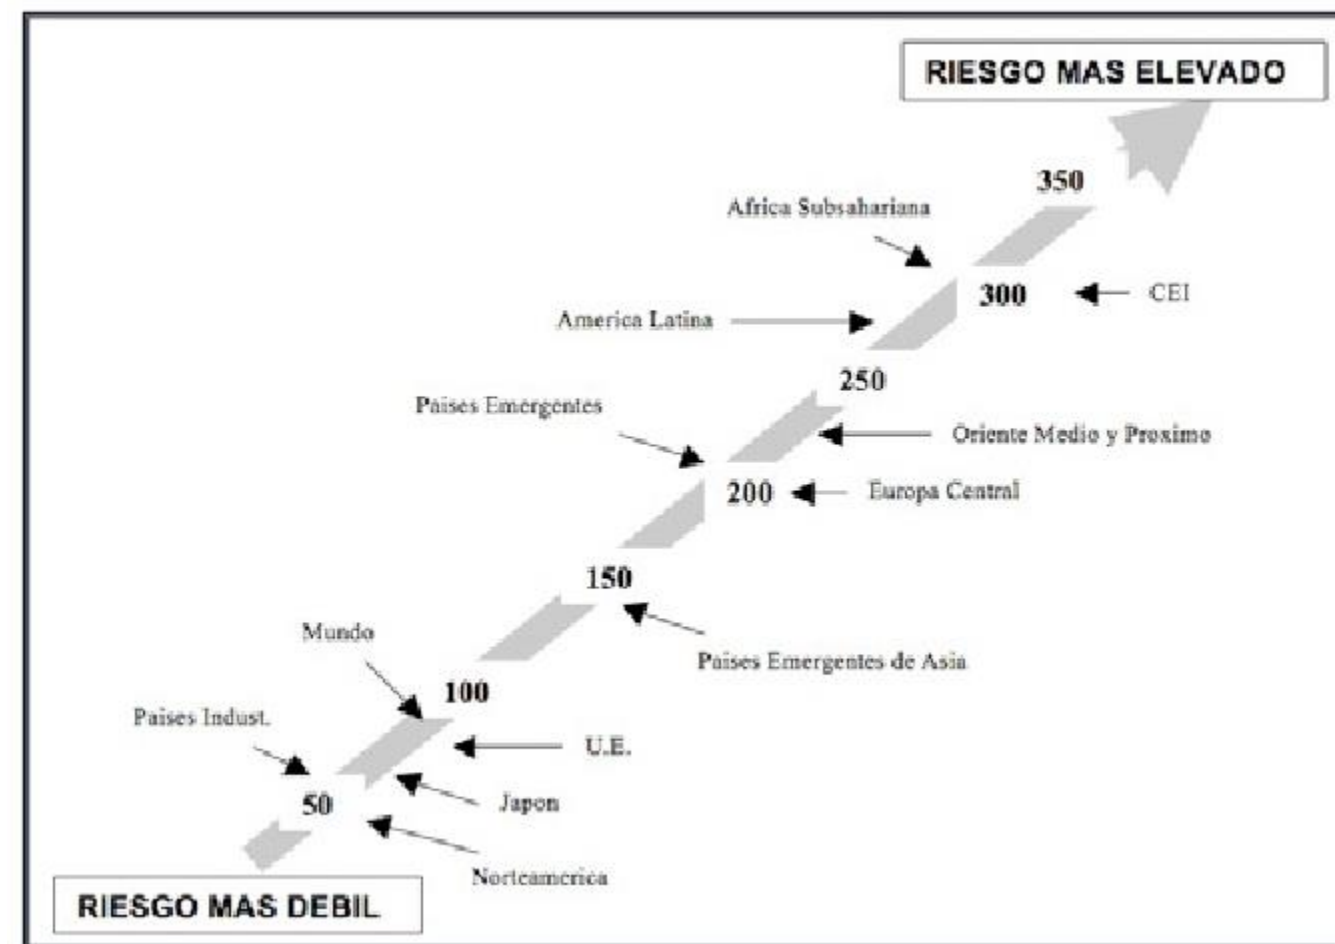 RIESGO MAS ELEVADO
350
Africa Subsahariana
300
CEI
America Latina
250
Paises Emergentes
Oriente Medio y Proximo
200
Europa Central
150
Mundo
Paises Emergentes de Asia
100
Paises Indust.
U.E.
50
Japon
Norteamerica
RIESGO MAS DEBIL